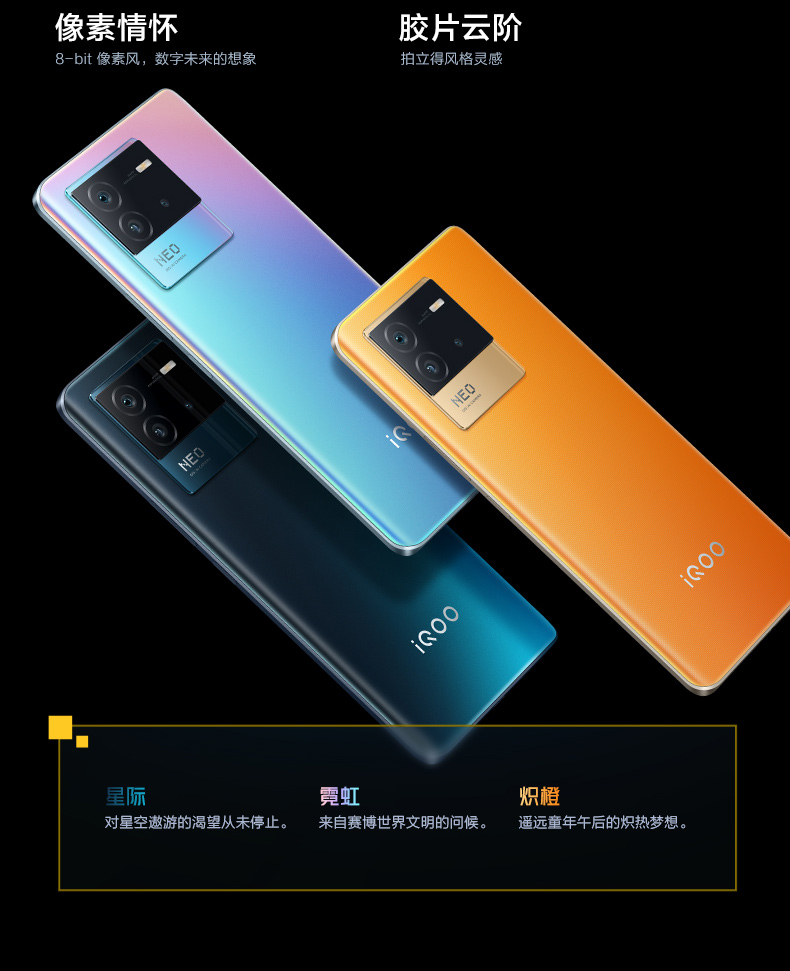 像素情怀
胶片云阶
8-bit 像素风，数字未来的想象
拍立得风格灵感
NEO
NEO
NEO
iQ
iQOO
iQOO
星际
霓虹
炽橙
对星空遨游的渴望从未停止。
来自赛博世界文明的问候。
遥远童年午后的炽热梦想。